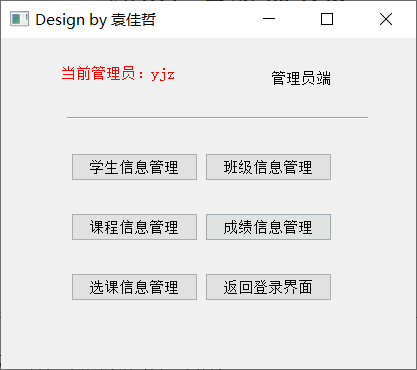 Design by 袁佳哲
当前管理员：yjz
管理员端
学生信息管理 班级信息管理
课程信息管理 成绩信息管理
选课信息管理 返回登录界面